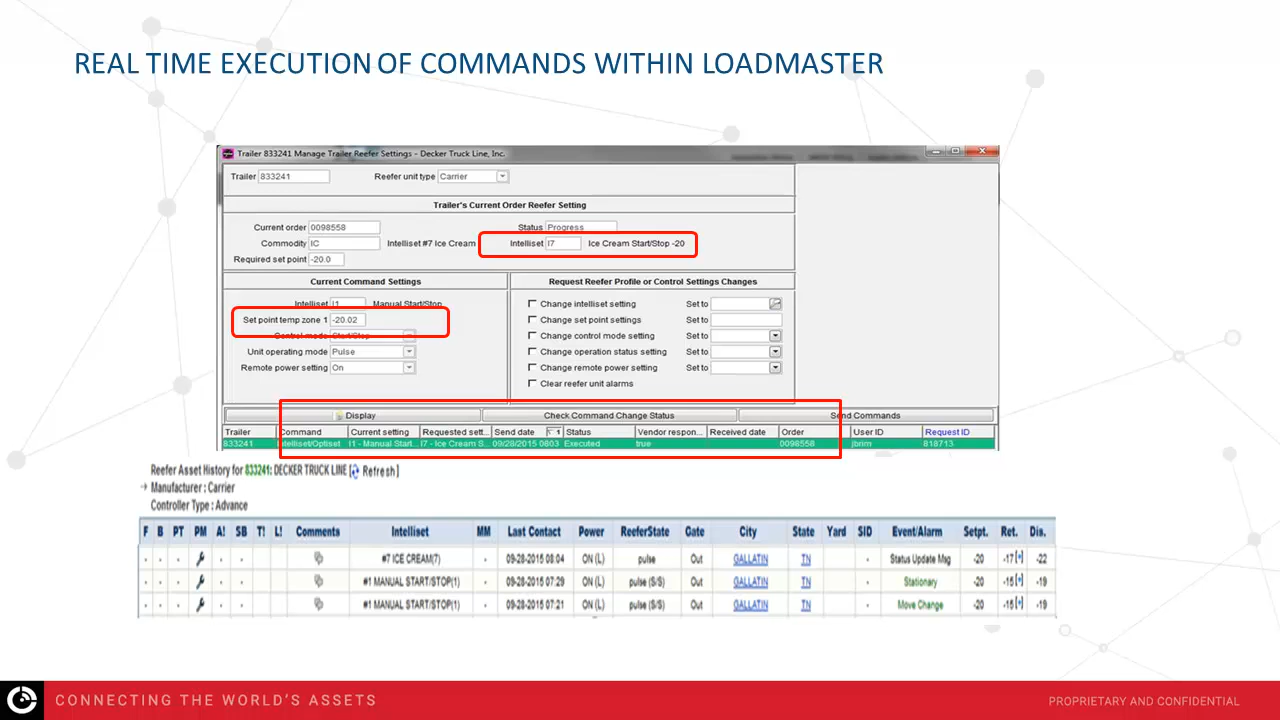 REAL TIME EXECUTION OF COMMANDS WITHIN LOADMASTER
Trailer 833241 Manage Trailer Reefer Settings - Decker Truck Line, Inc.
Trailer 833241 Reefer unit type Carrier
Trailer's Current Order Reefer Setting
Current order 0098558 Status Progress
Commodity IC Intelliset #7 Ice Cream Intelliset I7 Ice Cream Start/Stop -20
Required set point -20.0
Current Command Settings Request Reefer Profile or Control Settings Changes
Intelliset I1 Manual Start/Stop Change intelliset setting Set to
Set point temp zone 1 -20.02 Change set point settings Set to
Control mode Start/Stop Change control mode setting Set to
Unit operating mode Pulse Change operation status setting Set to
Remote power setting On Change remote power setting Set to
Clear reefer unit alarms
Display Check Command Change Status Send Commands
Trailer Command Current setting Requested sett... Send date 1 Status Vendor respon... Received date Order User ID Request ID
833241 Intelliset/Optiset I1 - Manual Start... I7 - Ice Cream S... 09/28/2015 0803 Executed true 0098558 jbrim 818713
Reefer Asset History for 833241: DECKER TRUCK LINE [Refresh]
Manufacturer : Carrier
Controller Type : Advance
F B PT PM A! SB T! L! Comments Intelliset MM Last Contact Power ReeferState Gate City State Yard SID Event/Alarm Setpt. Ret. Dis.
- - - - - #7 ICE CREAM(7) - 09-28-2015 08:04 ON (L) pulse Out GALLATIN TN - Status Update Msg -20 -17[+] -22
- - - - - #1 MANUAL START/STOP(1) - 09-28-2015 07:29 ON (L) pulse (S/S) Out GALLATIN TN - Stationary -20 -15[+] -19
- - - - - #1 MANUAL START/STOP(1) - 09-28-2015 07:21 ON (L) pulse (S/S) Out GALLATIN TN - Move Change -20 -15[+] -19
CONNECTING THE WORLD'S ASSETS PROPRIETARY AND CONFIDENTIAL